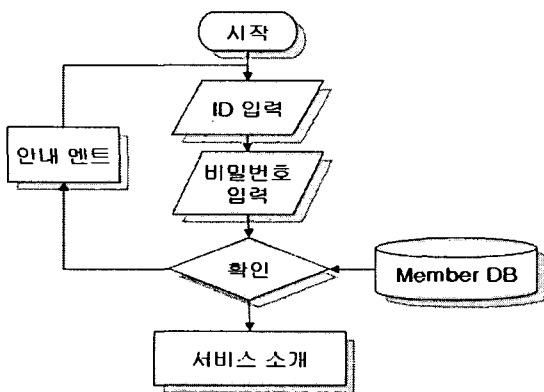 시작
ID 입력
안내 멘트
비밀번호
입력
확인
Member DB
서비스 소개